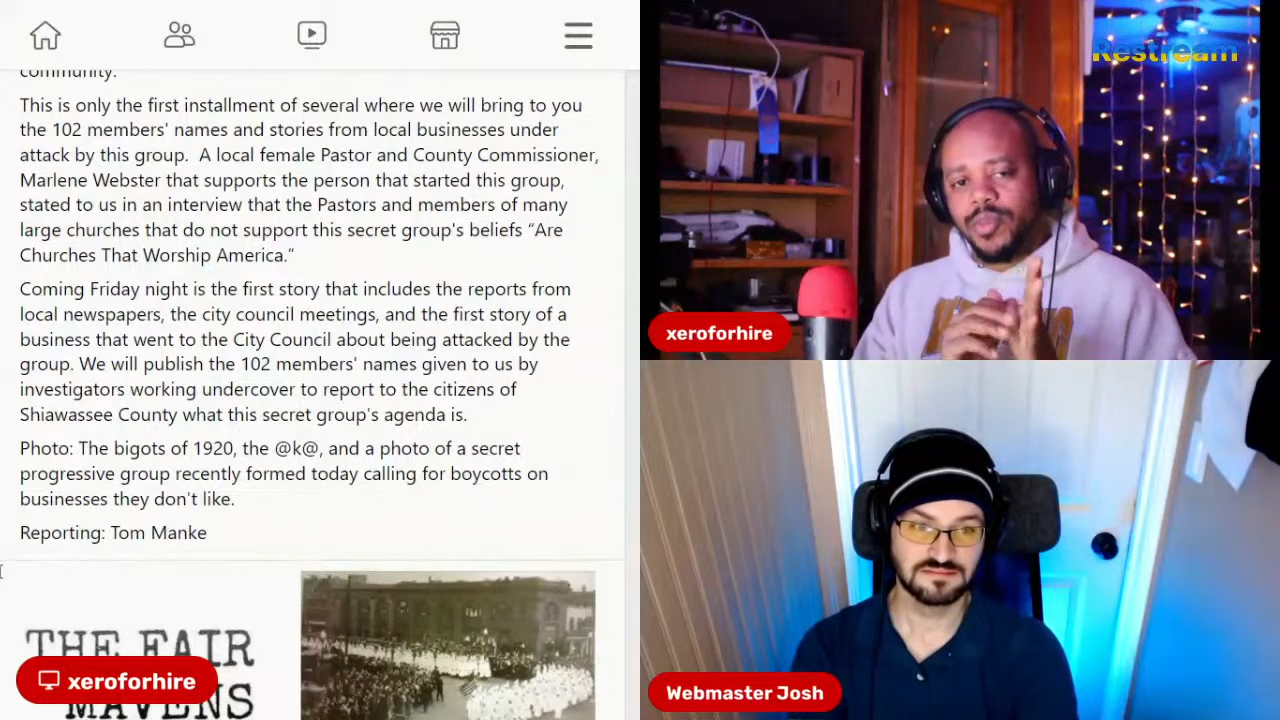 community.
This is only the first installment of several where we will bring to you
the 102 members' names and stories from local businesses under
attack by this group.  A local female Pastor and County Commissioner,
Marlene Webster that supports the person that started this group,
stated to us in an interview that the Pastors and members of many
large churches that do not support this secret group's beliefs “Are
Churches That Worship America.”
Coming Friday night is the first story that includes the reports from
local newspapers, the city council meetings, and the first story of a
business that went to the City Council about being attacked by the
group. We will publish the 102 members' names given to us by
investigators working undercover to report to the citizens of
Shiawassee County what this secret group's agenda is.
Photo: The bigots of 1920, the @k@, and a photo of a secret
progressive group recently formed today calling for boycotts on
businesses they don't like.
Reporting: Tom Manke
THE FAIR
MAVENS
xeroforhire
Restream
xeroforhire
Webmaster Josh